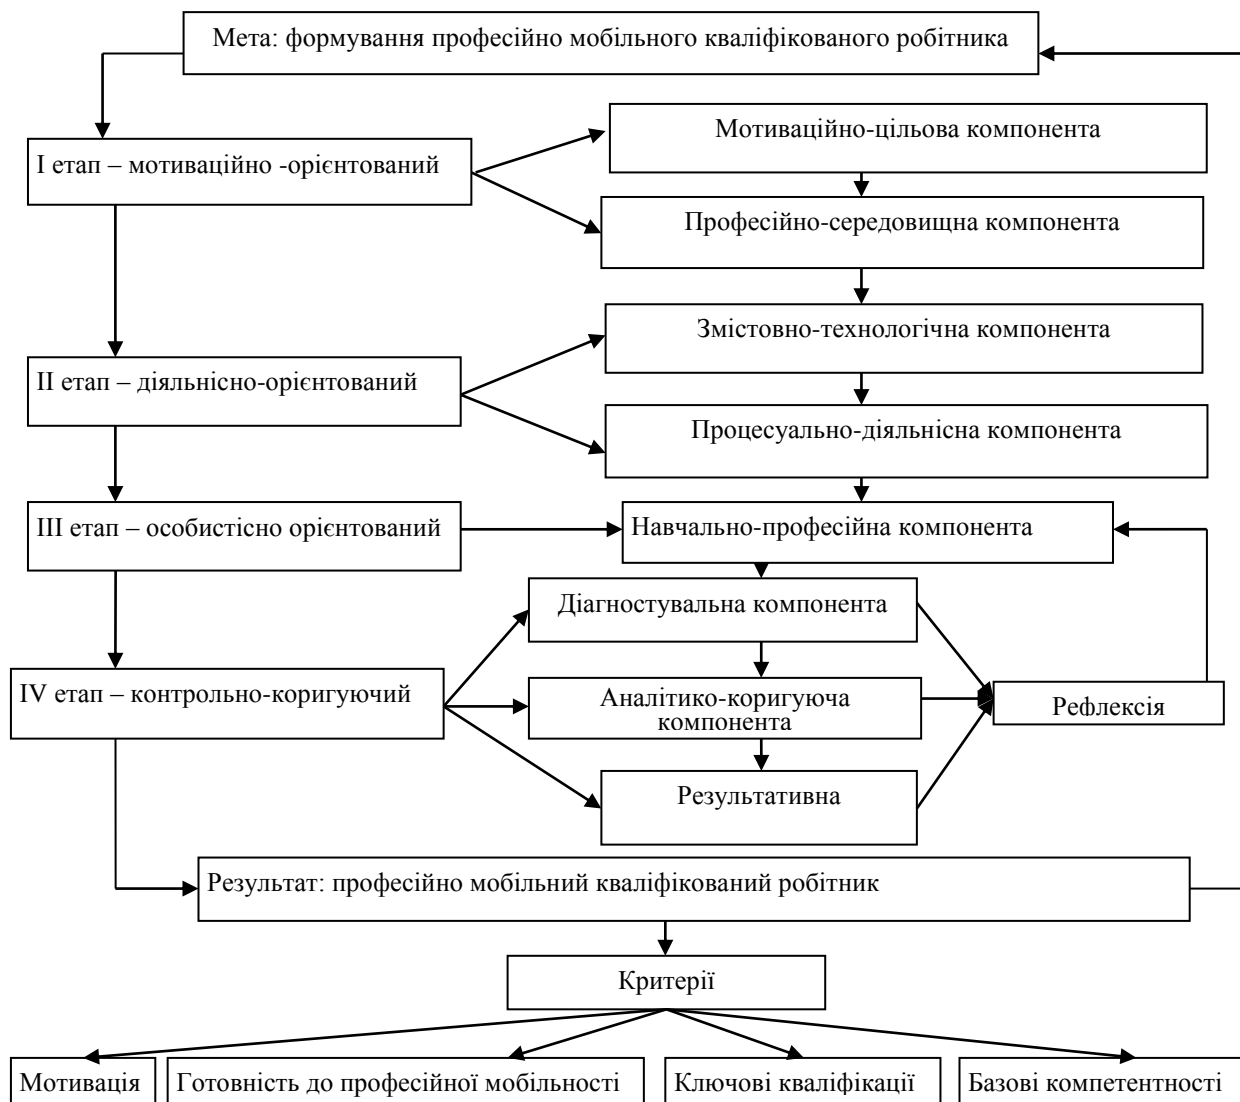 Мета: формування професійно мобільного кваліфікованого робітника
Мотиваційно-цільова компонента
І етап – мотиваційно -орієнтований
Професійно-середовищна компонента
Змістовно-технологічна компонента
ІІ етап – діяльнісно-орієнтований
Процесуально-діяльнісна компонента
ІІІ етап – особистісно орієнтований
Навчально-професійна компонента
Діагностувальна компонента
IV етап – контрольно-коригуючий
Аналітико-коригуюча
компонента
Рефлексія
Результативна
Результат: професійно мобільний кваліфікований робітник
Критерії
Мотивація
Готовність до професійної мобільності
Ключові кваліфікації
Базові компетентності